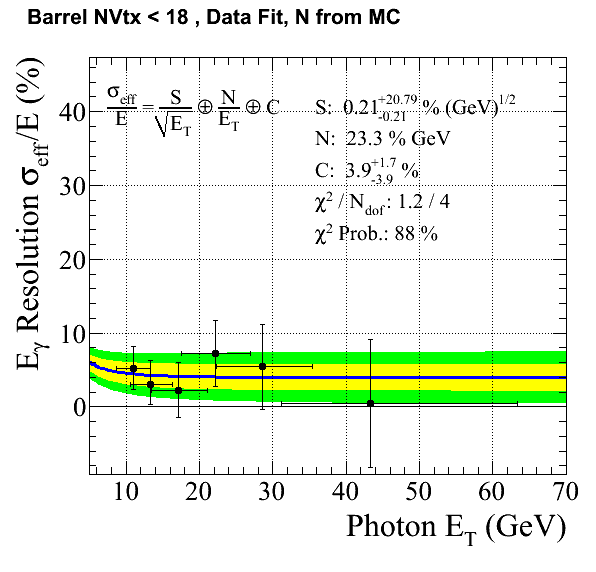 Barrel NVtx < 18 , Data Fit, N from MC
Eγ Resolution σeff/E (%)
σeff/E = S/√ET ⊕ N/ET ⊕ C
S: 0.21 +20.79 -0.21 % (GeV)^1/2
N: 23.3 % GeV
C: 3.9 +1.7 -3.9 %
χ² / Ndof: 1.2 / 4
χ² Prob.: 88 %
40
30
20
10
0
10 20 30 40 50 60 70
Photon ET (GeV)